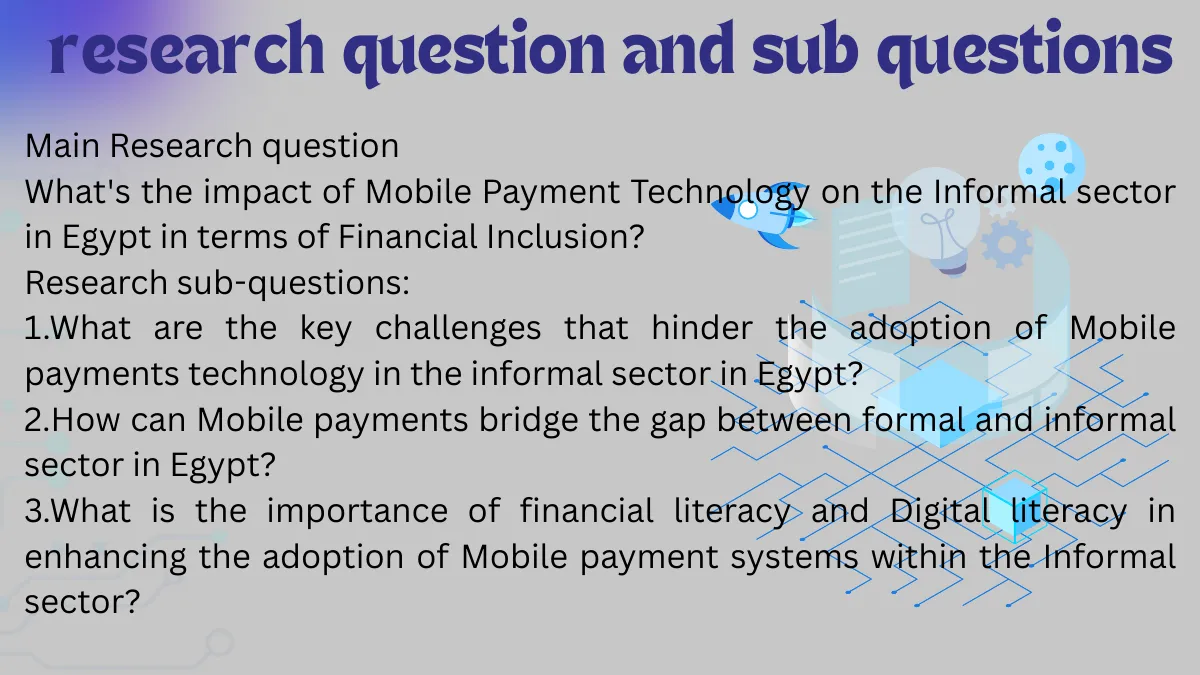 research question and sub questions
Main Research question
What's the impact of Mobile Payment Technology on the Informal sector
in Egypt in terms of Financial Inclusion?
Research sub-questions:
1.What are the key challenges that hinder the adoption of Mobile
payments technology in the informal sector in Egypt?
2.How can Mobile payments bridge the gap between formal and informal
sector in Egypt?
3.What is the importance of financial literacy and Digital literacy in
enhancing the adoption of Mobile payment systems within the Informal
sector?